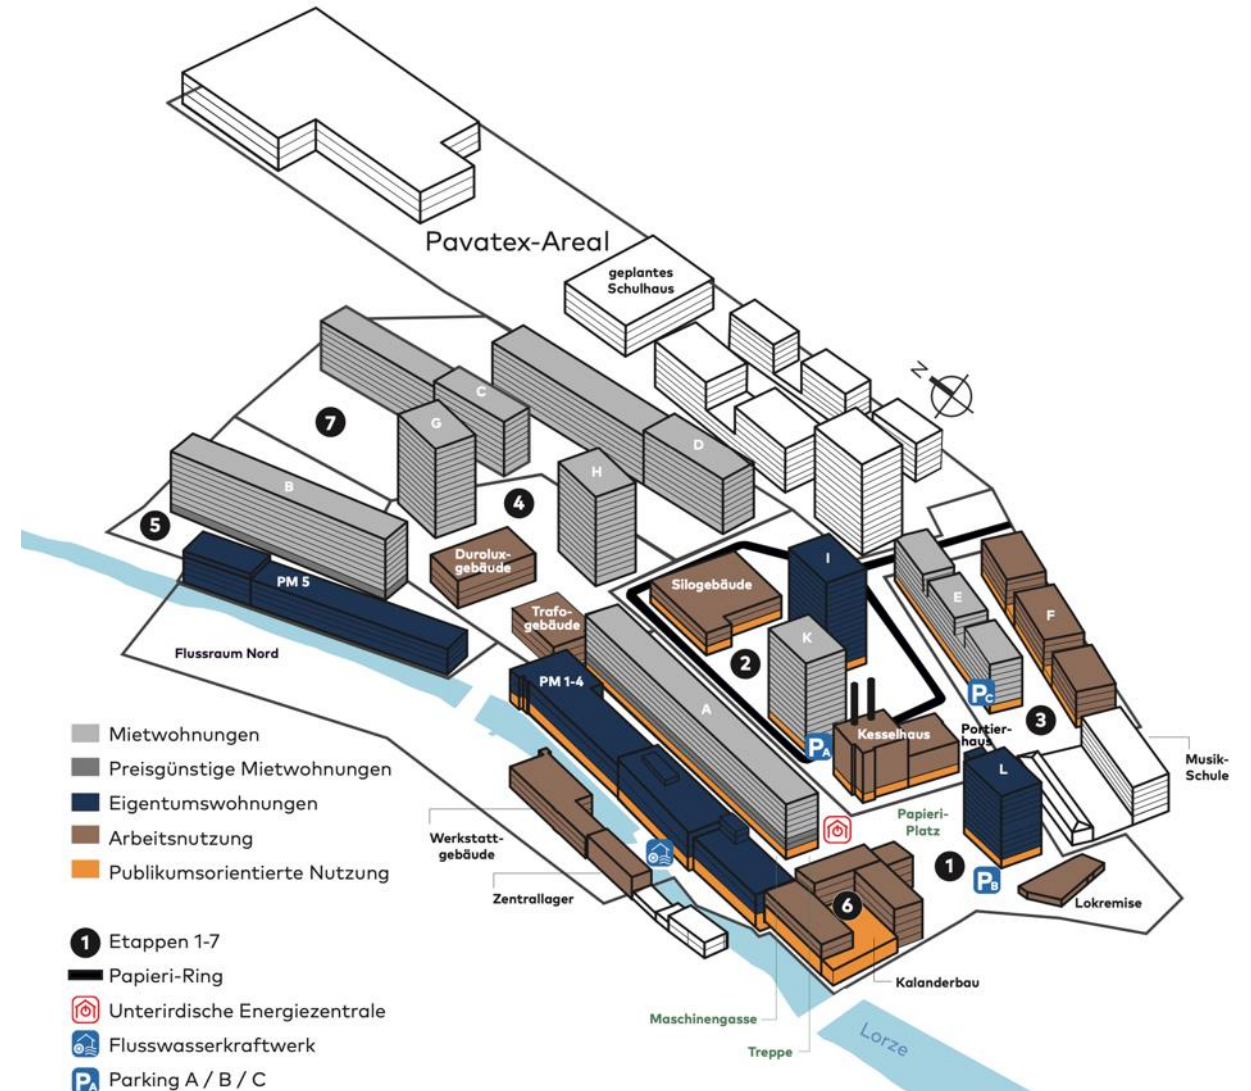 Pavatex-Areal
geplantes
Schulhaus
N
C
G
D
7
H
B
4
5
Durolux-
gebäude
I
PM 5
Silogebäude
E
Trafo-
gebäude
F
K
2
Flussraum Nord
PM 1-4
PC
A
3
Kesselhaus
Portier-
haus
PA
L
Musik-
Schule
Papieri-
Platz
Werkstatt-
gebäude
1
PB
Zentrallager
6
Lokremise
Kalanderbau
Maschinengasse
Treppe
Lorze
Mietwohnungen
Preisgünstige Mietwohnungen
Eigentumswohnungen
Arbeitsnutzung
Publikumsorientierte Nutzung
1 Etappen 1-7
Papieri-Ring
Unterirdische Energiezentrale
Flusswasserkraftwerk
PA Parking A / B / C